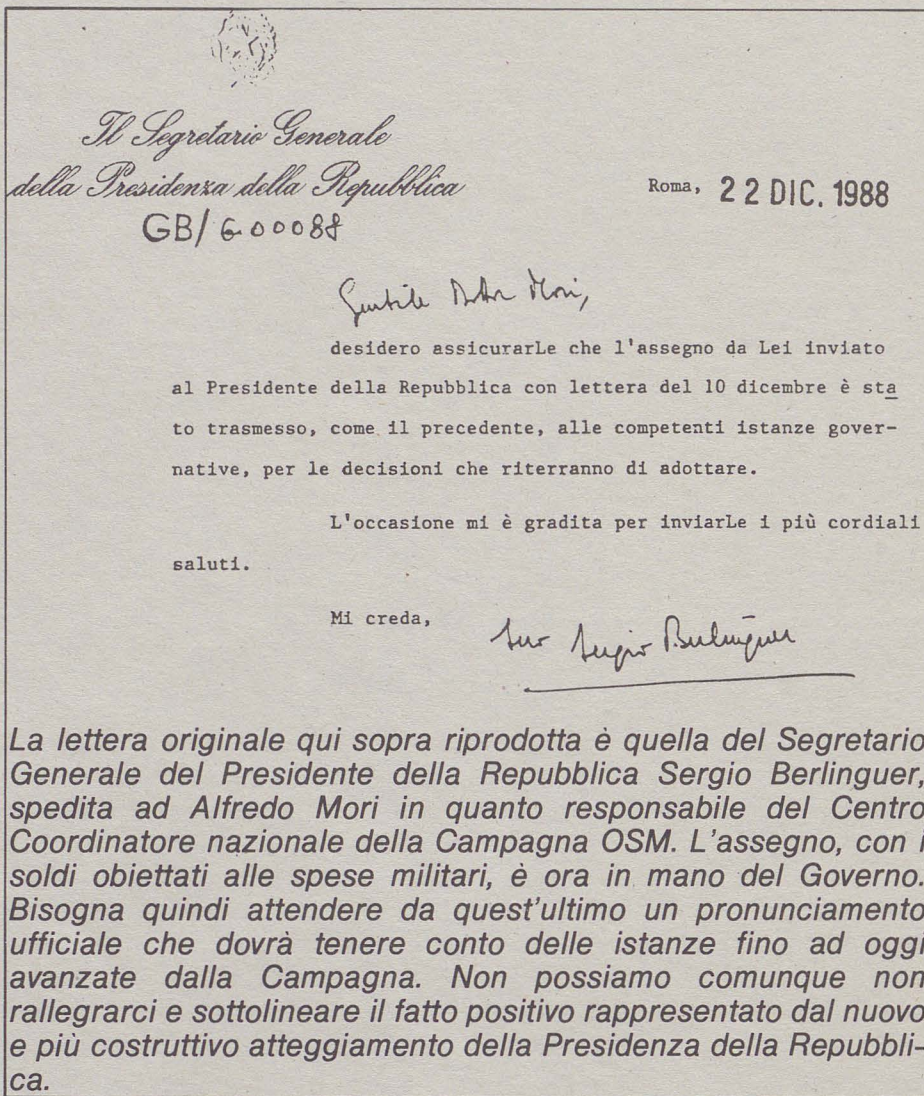 Il Segretario Generale
della Presidenza della Repubblica
Roma, 22 DIC. 1988
GB/600088
Gentile Dottor Mori,
desidero assicurarLe che l'assegno da Lei inviato
al Presidente della Repubblica con lettera del 10 dicembre è sta
to trasmesso, come il precedente, alle competenti istanze gover-
native, per le decisioni che riterranno di adottare.
L'occasione mi è gradita per inviarLe i più cordiali
saluti.
Mi creda,
Suo Sergio Berlinguer
La lettera originale qui sopra riprodotta è quella del Segretario
Generale del Presidente della Repubblica Sergio Berlinguer,
spedita ad Alfredo Mori in quanto responsabile del Centro
Coordinatore nazionale della Campagna OSM. L'assegno, con i
soldi obiettati alle spese militari, è ora in mano del Governo.
Bisogna quindi attendere da quest'ultimo un pronunciamento
ufficiale che dovrà tenere conto delle istanze fino ad oggi
avanzate dalla Campagna. Non possiamo comunque non
rallegrarci e sottolineare il fatto positivo rappresentato dal nuovo
e più costruttivo atteggiamento della Presidenza della Repubbli-
ca.